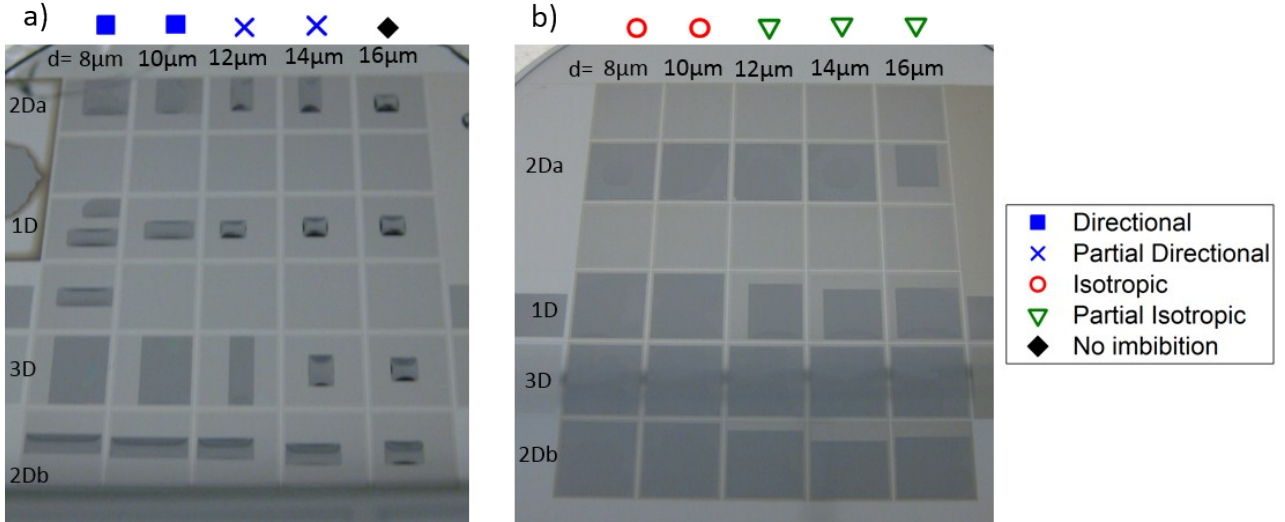 a)
d= 8μm 10μm 12μm 14μm 16μm
2Da
1D
3D
2Db
b)
d= 8μm 10μm 12μm 14μm 16μm
2Da
1D
3D
2Db
Directional
Partial Directional
Isotropic
Partial Isotropic
No imbibition